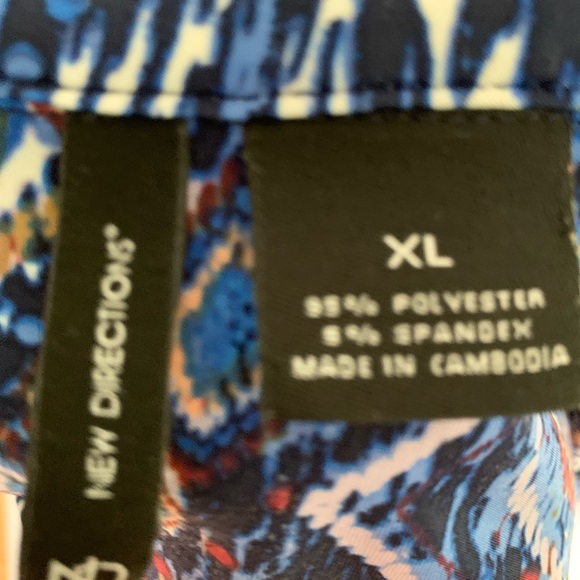 NEW DIRECTIONS®
XL
95% POLYESTER
5% SPANDEX
MADE IN CAMBODIA